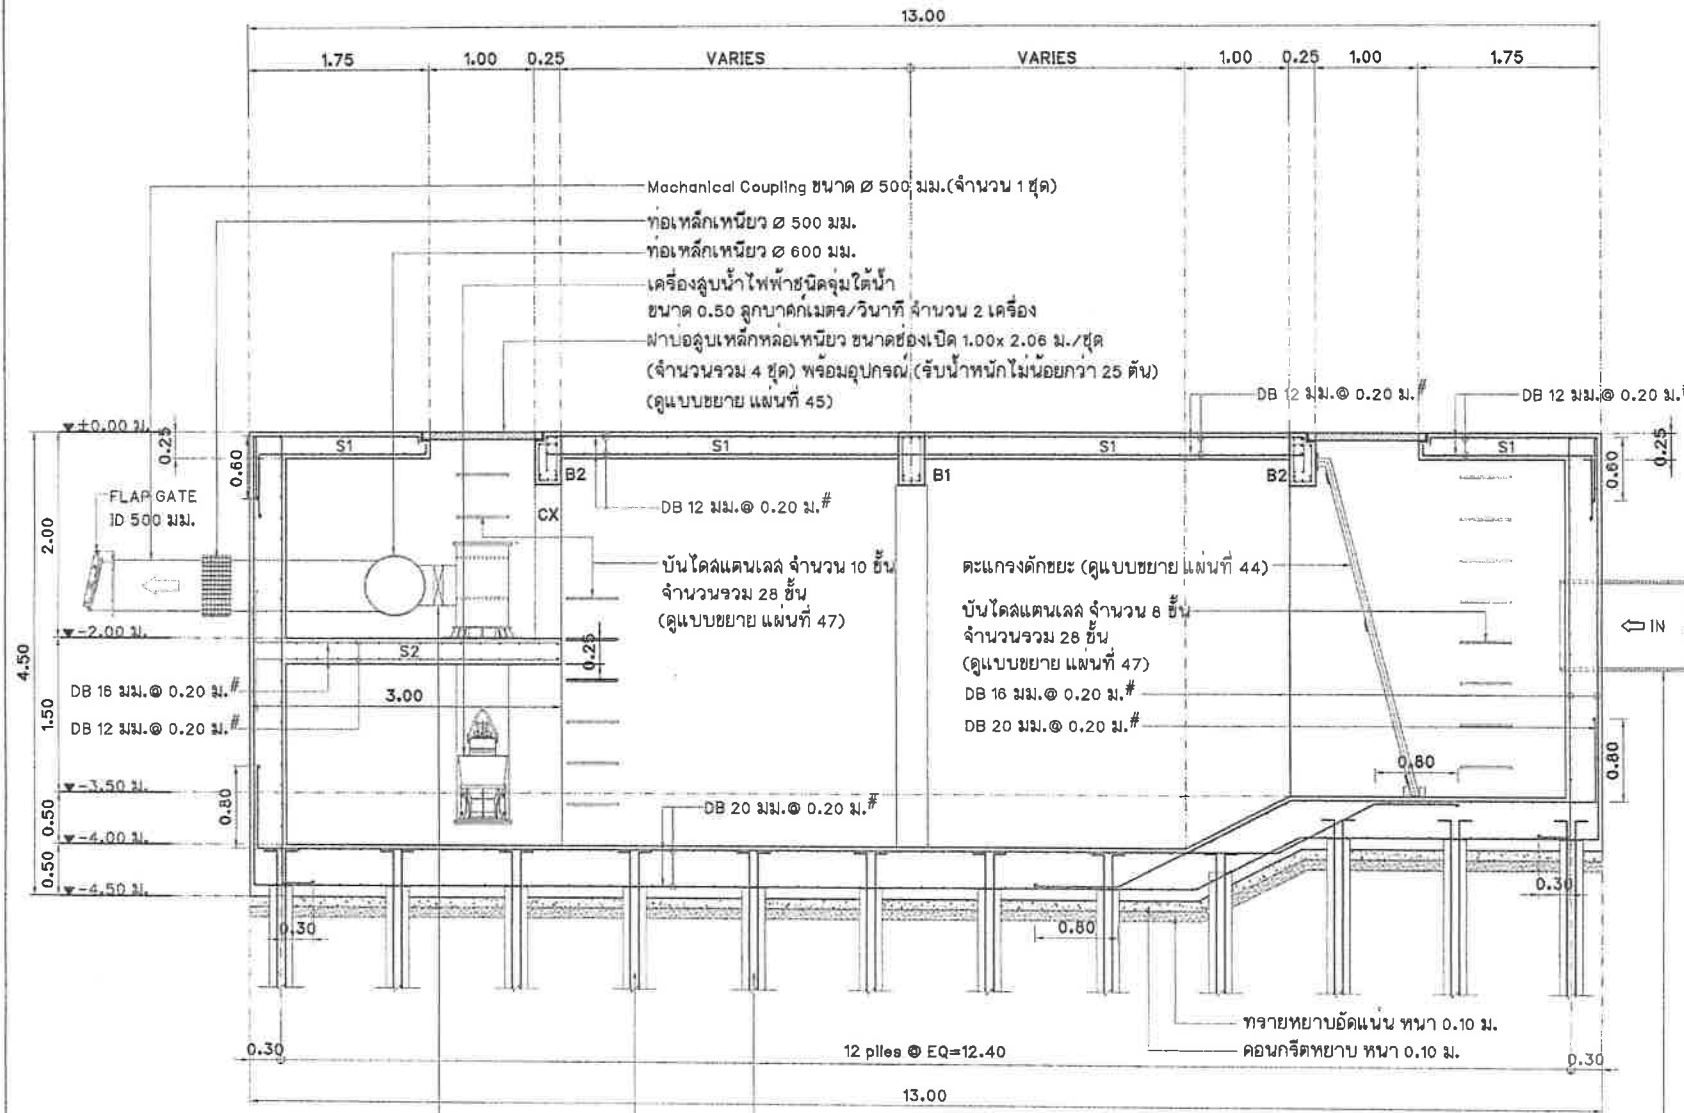 13.00
1.75 1.00 0.25 VARIES VARIES 1.00 0.25 1.00 1.75
Machanical Coupling ขนาด Ø 500 มม.(จำนวน 1 ชุด)
ท่อเหล็กเหนียว Ø 500 มม.
ท่อเหล็กเหนียว Ø 600 มม.
เครื่องสูบน้ำไฟฟ้าชนิดจุ่มใต้น้ำ
ขนาด 0.50 ลูกบาศก์เมตร/วินาที จำนวน 2 เครื่อง
ฝาบ่อสูบเหล็กหล่อเหนียว ขนาดช่องเปิด 1.00x 2.06 ม./ชุด
(จำนวนรวม 4 ชุด) พร้อมอุปกรณ์ (รับน้ำหนักไม่น้อยกว่า 25 ตัน)
(ดูแบบขยาย แผ่นที่ 45)
DB 12 มม.@ 0.20 ม.#
DB 12 มม.@ 0.20 ม.
±0.00 ม.
0.25
S1
S1
S1
S1
0.25
0.60
0.60
B2
B1
B2
FLAP GATE
ID 500 มม.
DB 12 มม.@ 0.20 ม.#
CX
2.00
บันไดสแตนเลส จำนวน 10 ขั้น
จำนวนรวม 28 ขั้น
(ดูแบบขยาย แผ่นที่ 47)
ตะแกรงดักขยะ (ดูแบบขยาย แผ่นที่ 44)
บันไดสแตนเลส จำนวน 8 ขั้น
จำนวนรวม 28 ขั้น
(ดูแบบขยาย แผ่นที่ 47)
IN
-2.00 ม.
S2
0.25
4.50
DB 16 มม.@ 0.20 ม.#
3.00
DB 16 มม.@ 0.20 ม.#
1.50
DB 12 มม.@ 0.20 ม.#
DB 20 มม.@ 0.20 ม.#
0.80
0.80
-3.50 ม.
0.80
DB 20 มม.@ 0.20 ม.#
0.50
-4.00 ม.
0.50
-4.50 ม.
0.30
0.30
0.80
ทรายหยาบอัดแน่น หนา 0.10 ม.
คอนกรีตหยาบ หนา 0.10 ม.
0.30 12 piles @ EQ=12.40 0.30
13.00